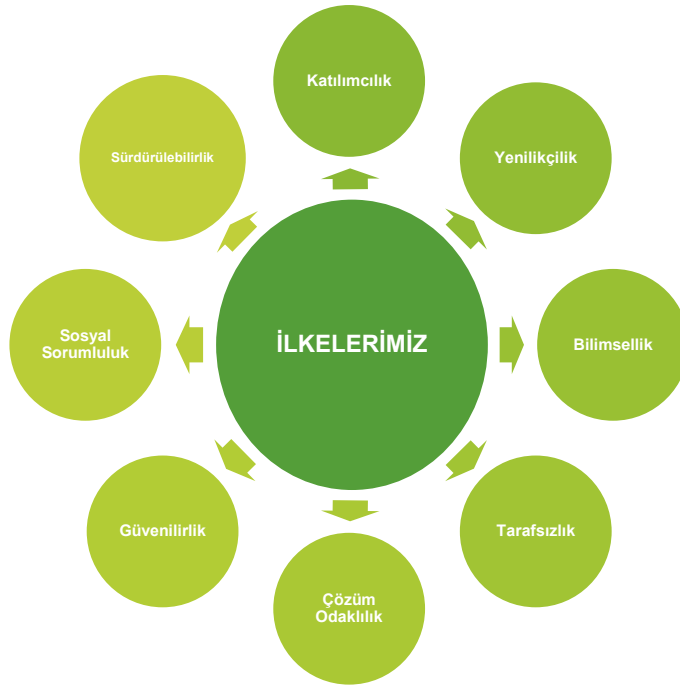 Katılımcılık
Sürdürülebilirlik
Yenilikçilik
Sosyal
Sorumluluk
İLKELERİMİZ
Bilimsellik
Güvenilirlik
Tarafsızlık
Çözüm
Odaklılık